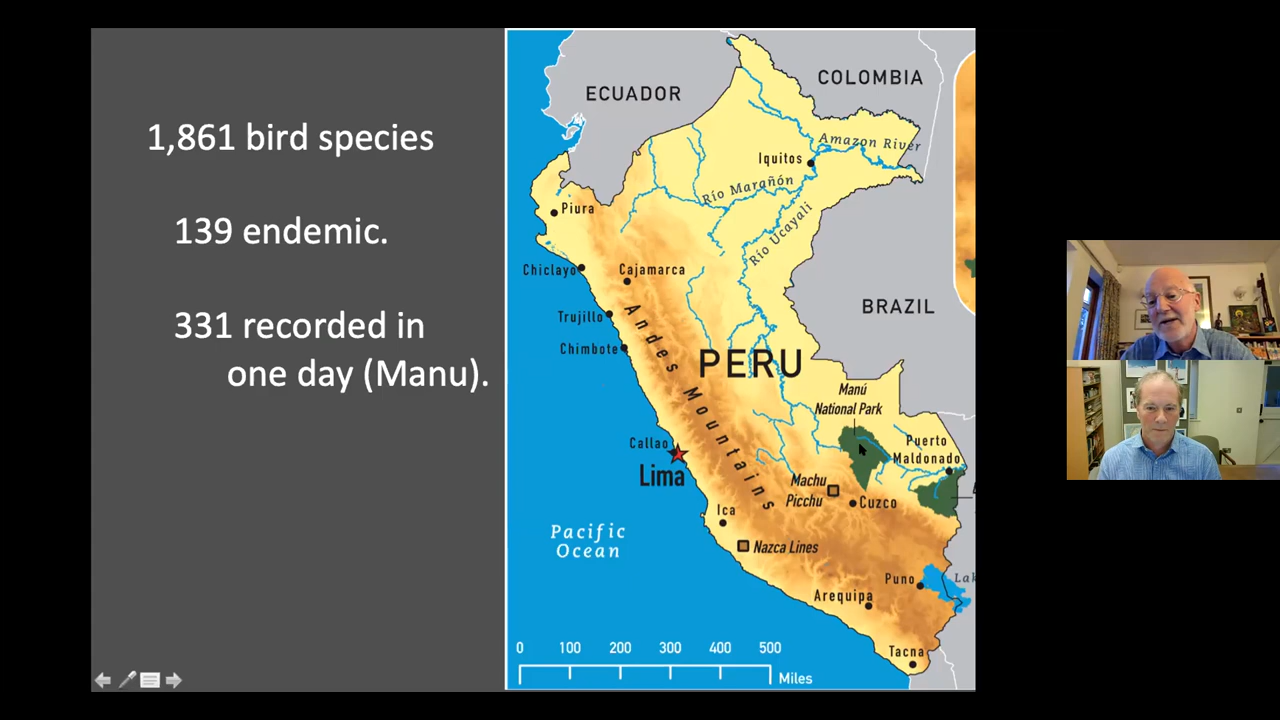 1,861 bird species
139 endemic.
331 recorded in
one day (Manu).
ECUADOR
COLOMBIA
Amazon River
Iquitos
Río Marañón
Piura
Río Ucayali
Chiclayo
Cajamarca
BRAZIL
Trujillo
Chimbote
Andes Mountains
PERU
Manú
National Park
Callao
Lima
Puerto
Maldonado
Machu
Picchu
Cuzco
Ica
Pacific
Ocean
Nazca Lines
Puno
Lak
Arequipa
Tacna
0 100 200 300 400 500
Miles